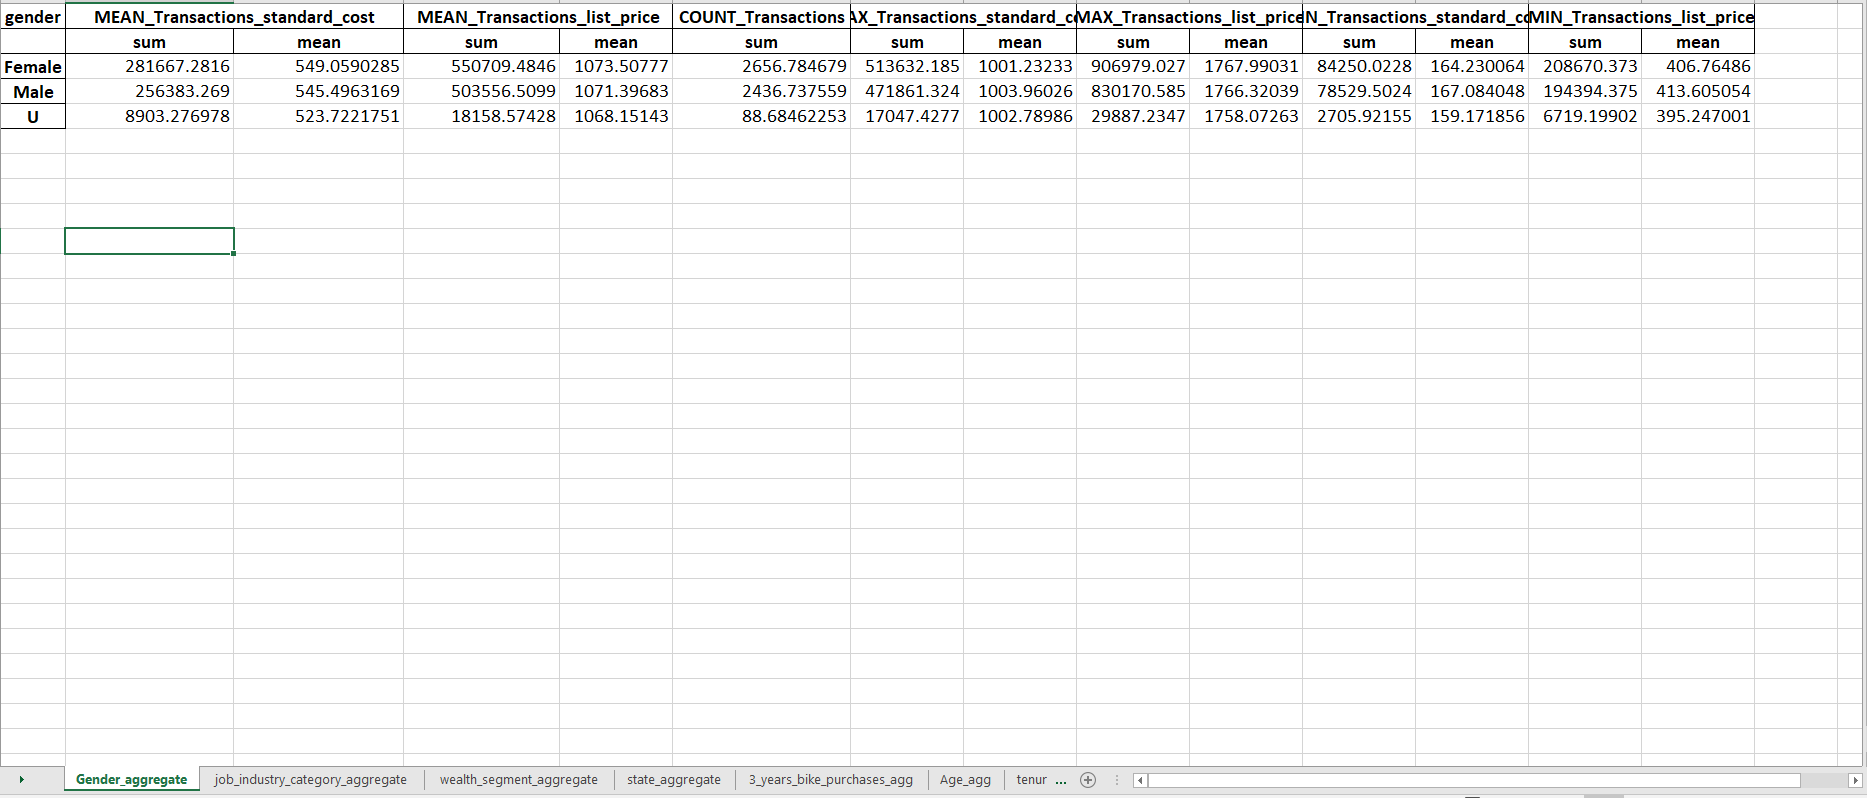 gender MEAN_Transactions_standard_cost MEAN_Transactions_list_price COUNT_Transactions AX_Transactions_standard_c MAX_Transactions_list_price N_Transactions_standard_co MIN_Transactions_list_price
sum mean sum mean sum sum mean sum mean sum mean sum mean
Female 281667.2816 549.0590285 550709.4846 1073.50777 2656.784679 513632.185 1001.23233 906979.027 1767.99031 84250.0228 164.230064 208670.373 406.76486
Male 256383.269 545.4963169 503556.5099 1071.39683 2436.737559 471861.324 1003.96026 830170.585 1766.32039 78529.5024 167.084048 194394.375 413.605054
U 8903.276978 523.7221751 18158.57428 1068.15143 88.68462253 17047.4277 1002.78986 29887.2347 1758.07263 2705.92155 159.171856 6719.19902 395.247001
Gender_aggregate job_industry_category_aggregate wealth_segment_aggregate state_aggregate 3_years_bike_purchases_agg Age_agg tenur ...